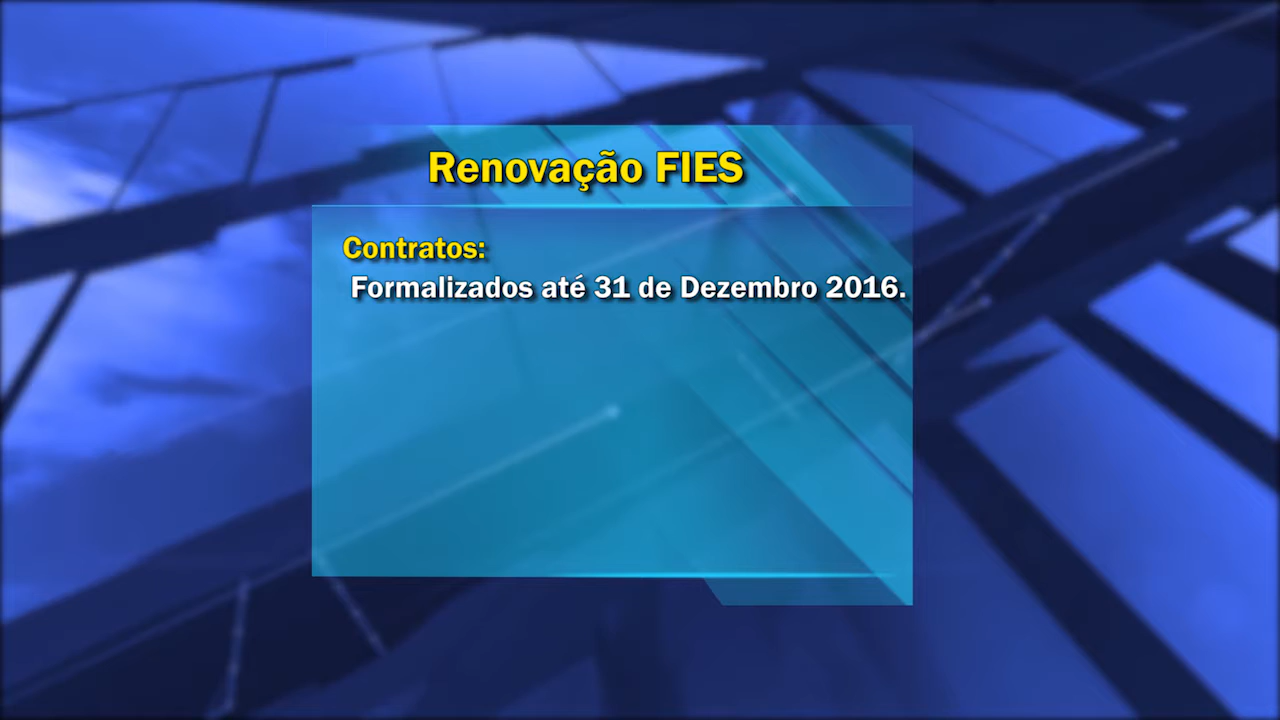 Renovação FIES
Contratos:
Formalizados até 31 de Dezembro 2016.